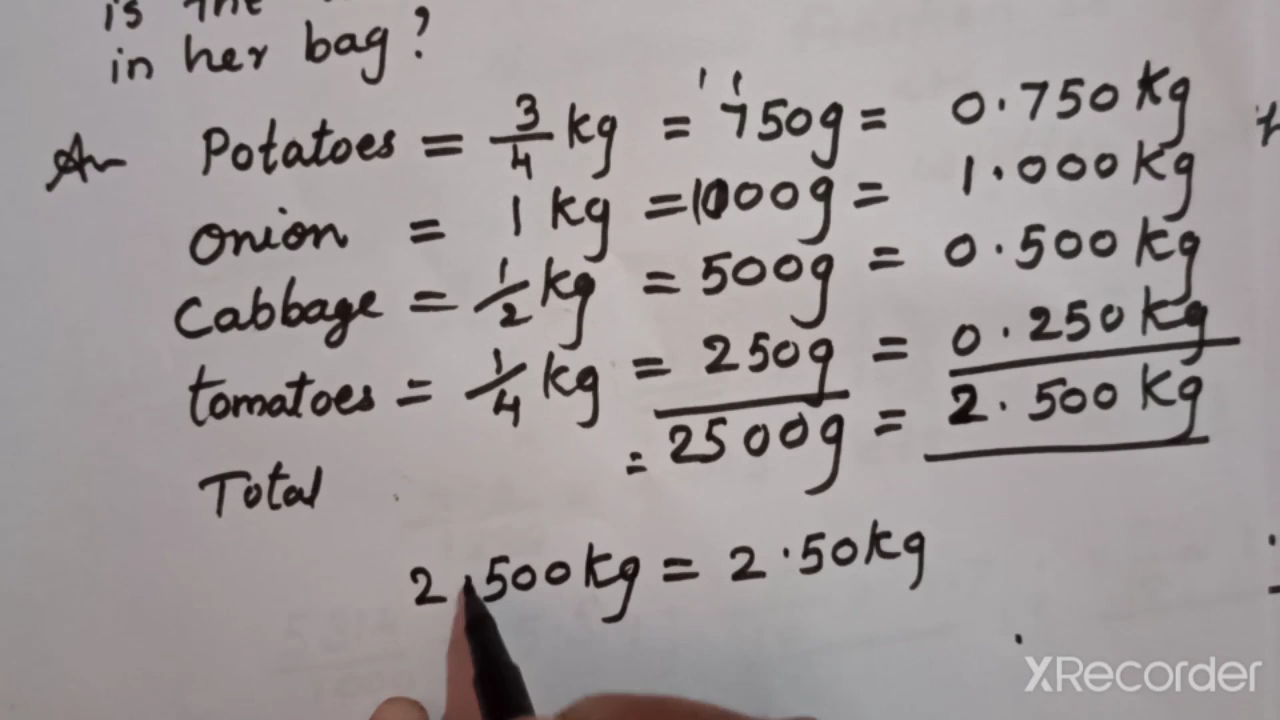 is the
in her bag?
An Potatoes = 3/4 kg = 750g = 0.750 kg
Onion = 1 kg = 1000g = 1.000 kg
Cabbage = 1/2 kg = 500g = 0.500 kg
tomatoes = 1/4 kg = 250g = 0.250 kg
Total = 2500g = 2.500 kg
2.500 kg = 2.50 kg
XRecorder